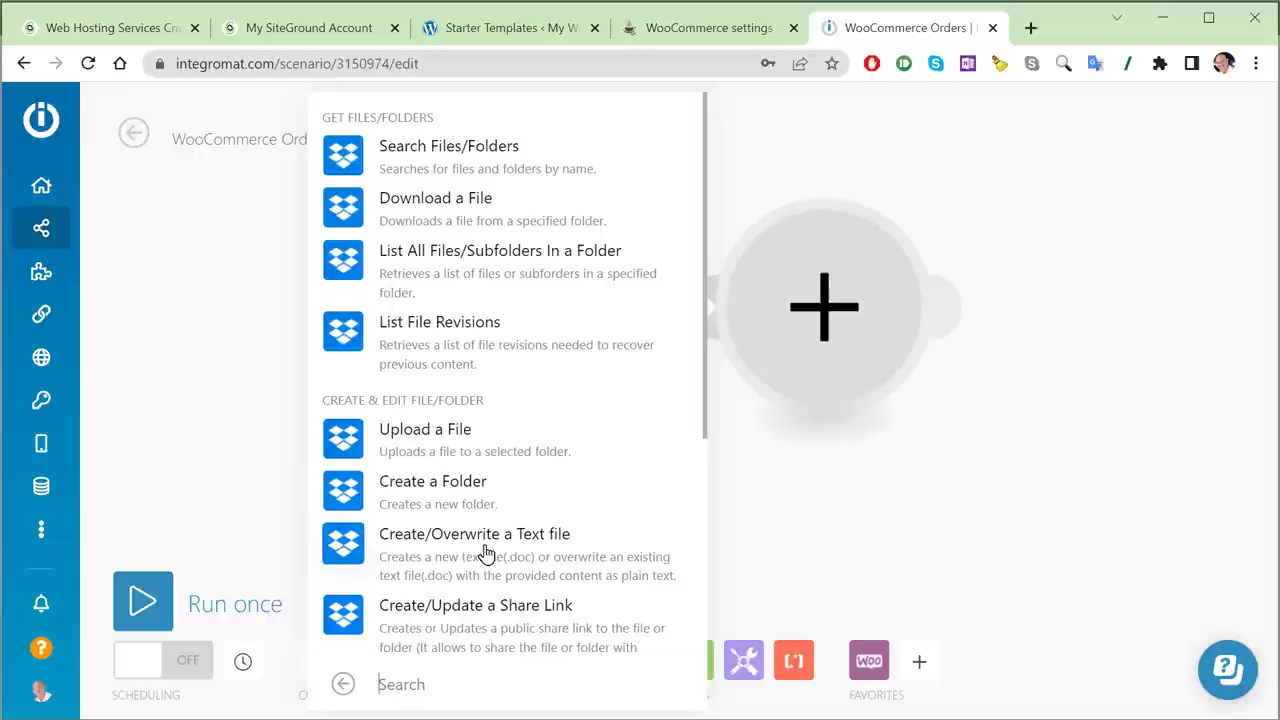 Web Hosting Services Cr
My SiteGround Account
Starter Templates ‹ My W
WooCommerce settings
WooCommerce Orders |
integromat.com/scenario/3150974/edit
WooCommerce Ord
GET FILES/FOLDERS
Search Files/Folders
Searches for files and folders by name.
Download a File
Downloads a file from a specified folder.
List All Files/Subfolders In a Folder
Retrieves a list of files or subforders in a specified
folder.
List File Revisions
Retrieves a list of file revisions needed to recover
previous content.
CREATE & EDIT FILE/FOLDER
Upload a File
Uploads a file to a selected folder.
Create a Folder
Creates a new folder.
Create/Overwrite a Text file
Creates a new text file(.doc) or overwrite an existing
text file(.doc) with the provided content as plain text.
Create/Update a Share Link
Creates or Updates a public share link to the file or
folder (It allows to share the file or folder with
Search
Run once
OFF
SCHEDULING
WOO
FAVORITES